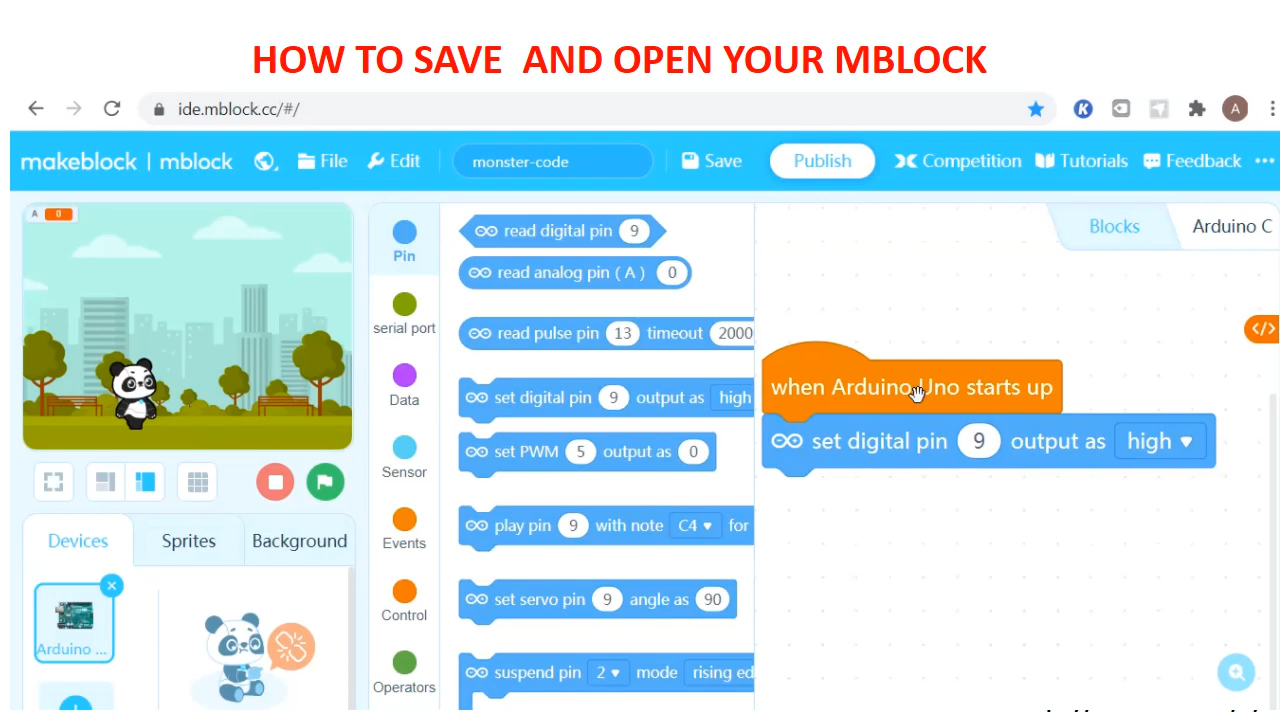 HOW TO SAVE AND OPEN YOUR MBLOCK
ide.mblock.cc/#/
K
A
makeblock | mblock
File
Edit
monster-code
Save
Publish
Competition
Tutorials
Feedback
A 0
Pin
serial port
Data
Sensor
Events
Control
Operators
read digital pin 9
read analog pin ( A ) 0
read pulse pin 13 timeout 2000
set digital pin 9 output as high
set PWM 5 output as 0
play pin 9 with note C4 for
set servo pin 9 angle as 90
suspend pin 2 mode rising ed
Blocks
Arduino C
</>
when Arduino Uno starts up
set digital pin 9 output as high
Devices
Sprites
Background
Arduino ...